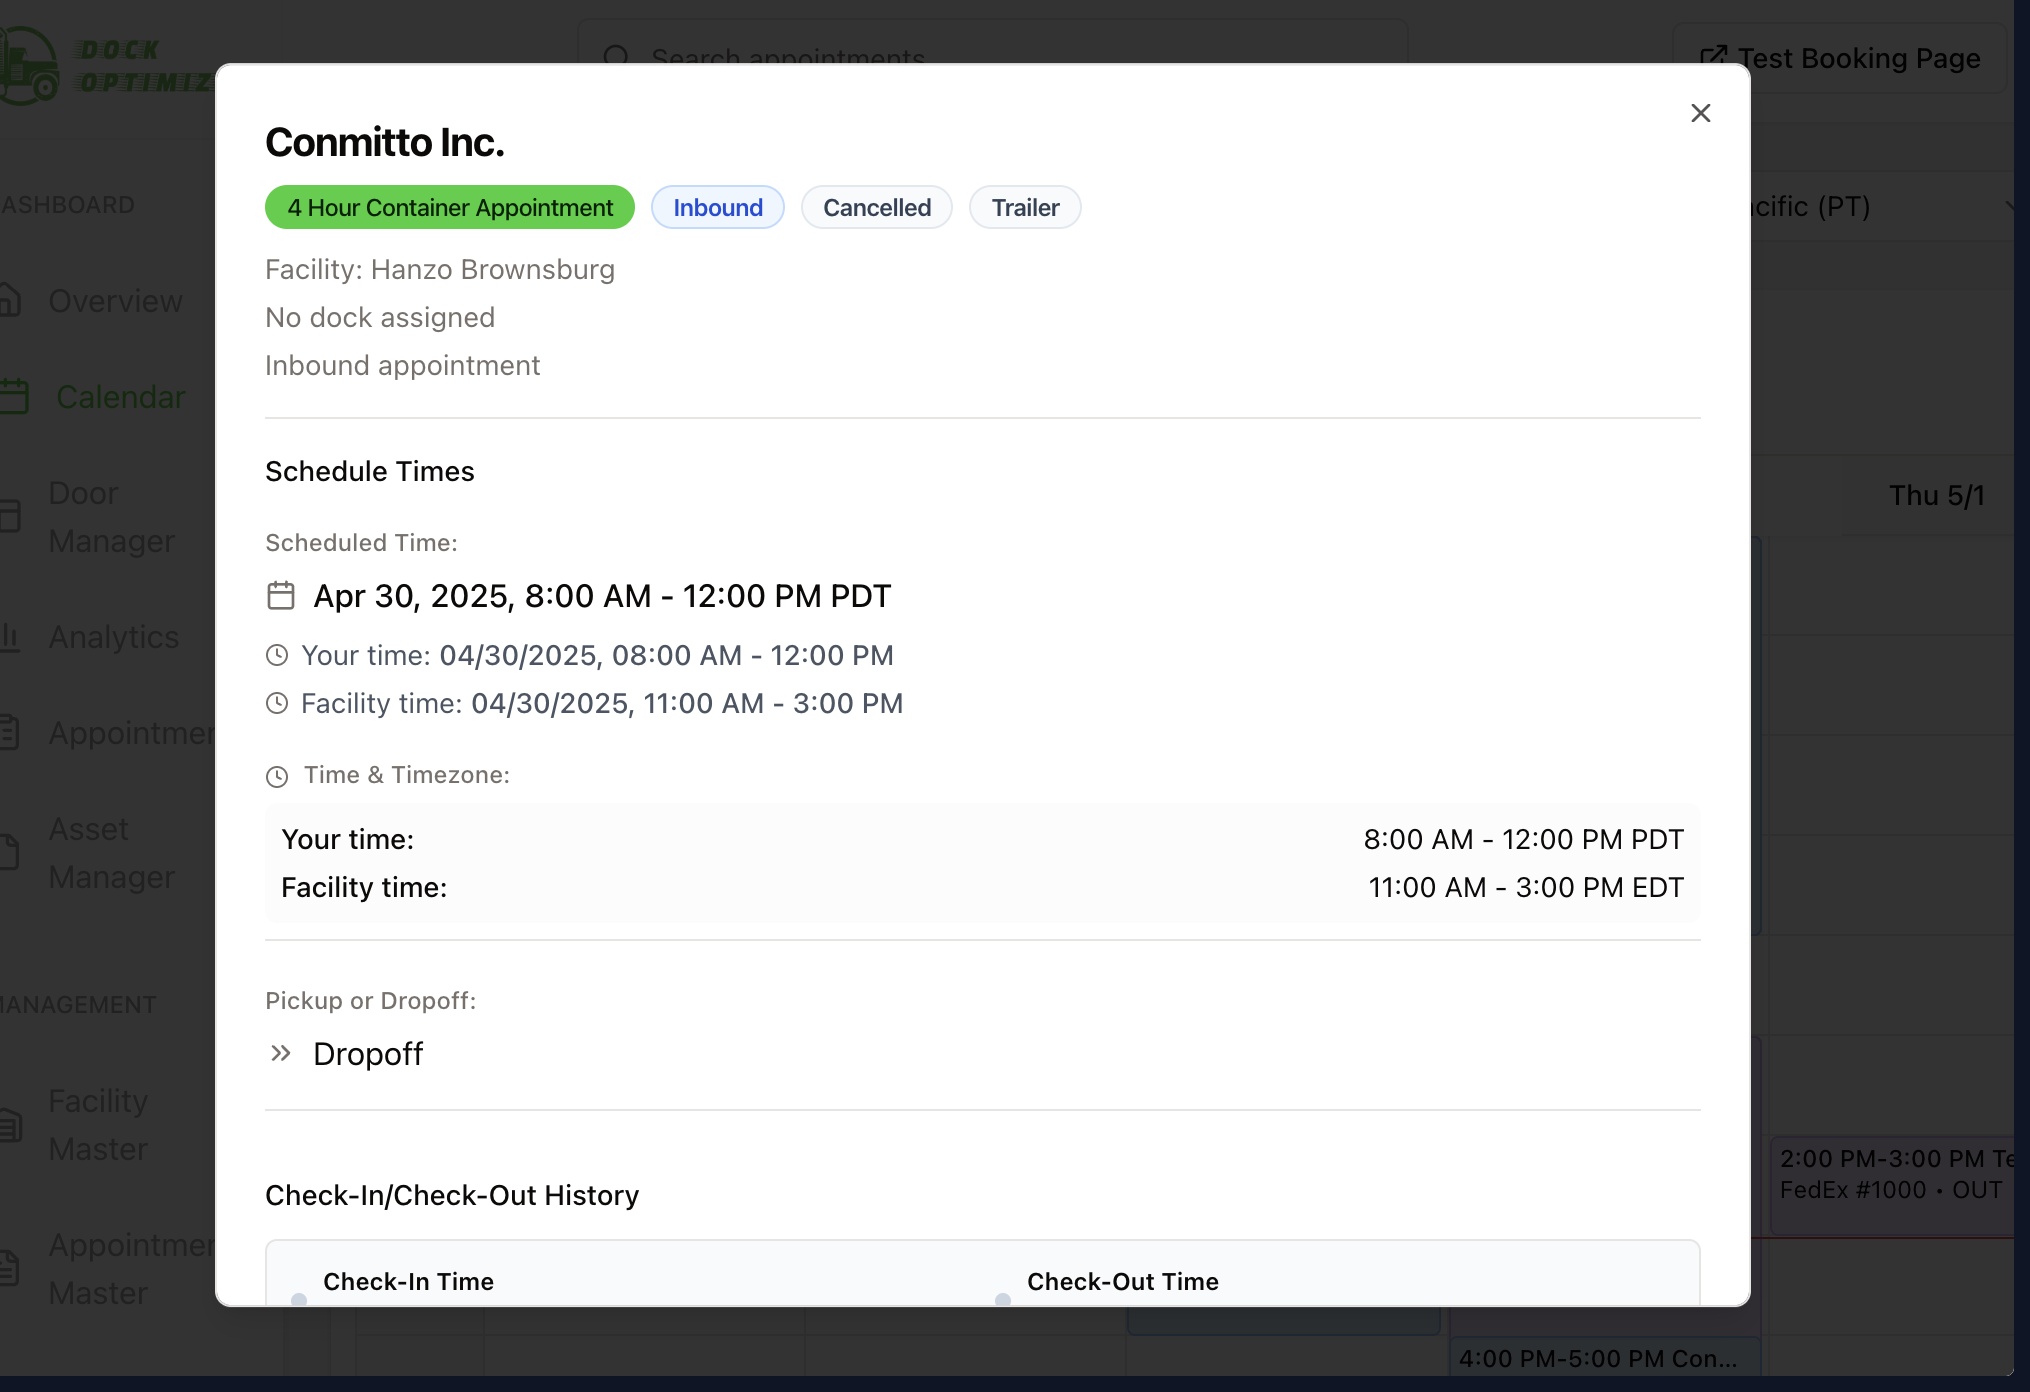 DOCK
OPTIMIZ
Search appointments
Test Booking Page
Conmitto Inc.
4 Hour Container Appointment
Inbound
Cancelled
Trailer
Facility: Hanzo Brownsburg
No dock assigned
Inbound appointment
Schedule Times
Scheduled Time:
Apr 30, 2025, 8:00 AM - 12:00 PM PDT
Your time: 04/30/2025, 08:00 AM - 12:00 PM
Facility time: 04/30/2025, 11:00 AM - 3:00 PM
Time & Timezone:
Your time: 8:00 AM - 12:00 PM PDT
Facility time: 11:00 AM - 3:00 PM EDT
Pickup or Dropoff:
Dropoff
Check-In/Check-Out History
Check-In Time
Check-Out Time
ASHBOARD
Overview
Calendar
Door
Manager
Analytics
Appointmen
Asset
Manager
MANAGEMENT
Facility
Master
Appointmen
Master
cific (PT)
Thu 5/1
2:00 PM-3:00 PM Te
FedEx #1000 • OUT
4:00 PM-5:00 PM Con...